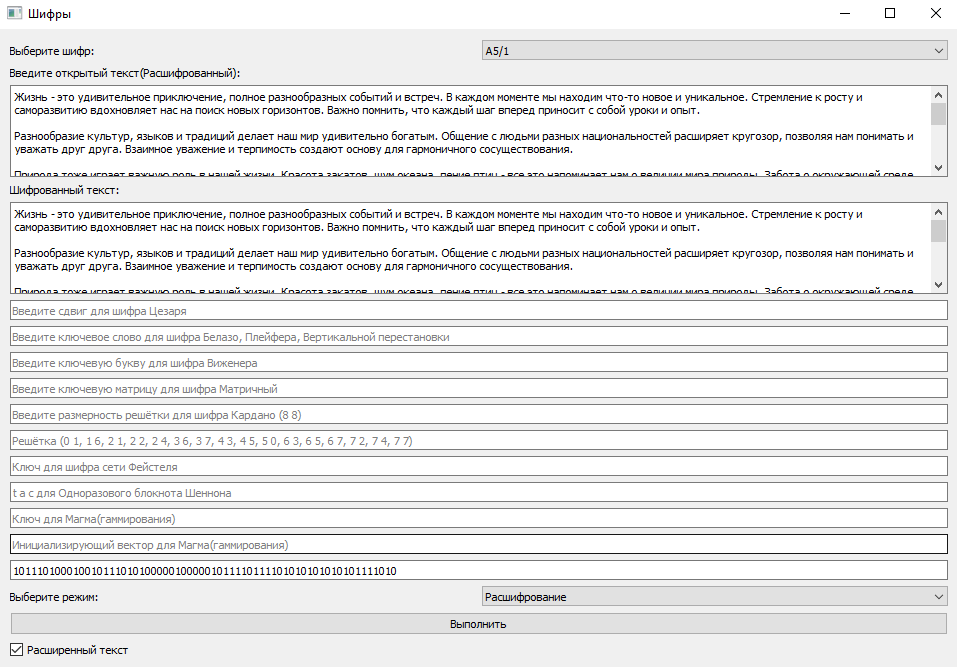 Шифры
Выберите шифр:
A5/1
Введите открытый текст(Расшифрованный):
Жизнь - это удивительное приключение, полное разнообразных событий и встреч. В каждом моменте мы находим что-то новое и уникальное. Стремление к росту и
саморазвитию вдохновляет нас на поиск новых горизонтов. Важно помнить, что каждый шаг вперед приносит с собой уроки и опыт.
Разнообразие культур, языков и традиций делает наш мир удивительно богатым. Общение с людьми разных национальностей расширяет кругозор, позволяя нам понимать и
уважать друг друга. Взаимное уважение и терпимость создают основу для гармоничного сосуществования.
Природа тоже играет важную роль в нашей жизни. Красота закатов, шум океана, пение птиц - все это напоминает нам о величии мира природы. Забота о окружающей среде
Шифрованный текст:
Жизнь - это удивительное приключение, полное разнообразных событий и встреч. В каждом моменте мы находим что-то новое и уникальное. Стремление к росту и
саморазвитию вдохновляет нас на поиск новых горизонтов. Важно помнить, что каждый шаг вперед приносит с собой уроки и опыт.
Разнообразие культур, языков и традиций делает наш мир удивительно богатым. Общение с людьми разных национальностей расширяет кругозор, позволяя нам понимать и
уважать друг друга. Взаимное уважение и терпимость создают основу для гармоничного сосуществования.
Природа тоже играет важную роль в нашей жизни. Красота закатов, шум океана, пение птиц - все это напоминает нам о величии мира природы. Забота о окружающей среде
Введите сдвиг для шифра Цезаря
Введите ключевое слово для шифра Белазо, Плейфера, Вертикальной перестановки
Введите ключевую букву для шифра Виженера
Введите ключевую матрицу для шифра Матричный
Введите размерность решётки для шифра Кардано (8 8)
Решётка (0 1, 1 6, 2 1, 2 2, 2 4, 3 6, 3 7, 4 3, 4 5, 5 0, 6 3, 6 5, 6 7, 7 2, 7 4, 7 7)
Ключ для шифра сети Фейстеля
t a c для Одноразового блокнота Шеннона
Ключ для Магма(гаммирования)
Инициализирующий вектор для Магма(гаммирования)
1011101000100101110101000001000001011110111101010101010101111010
Выберите режим:
Расшифрование
Выполнить
Расширенный текст